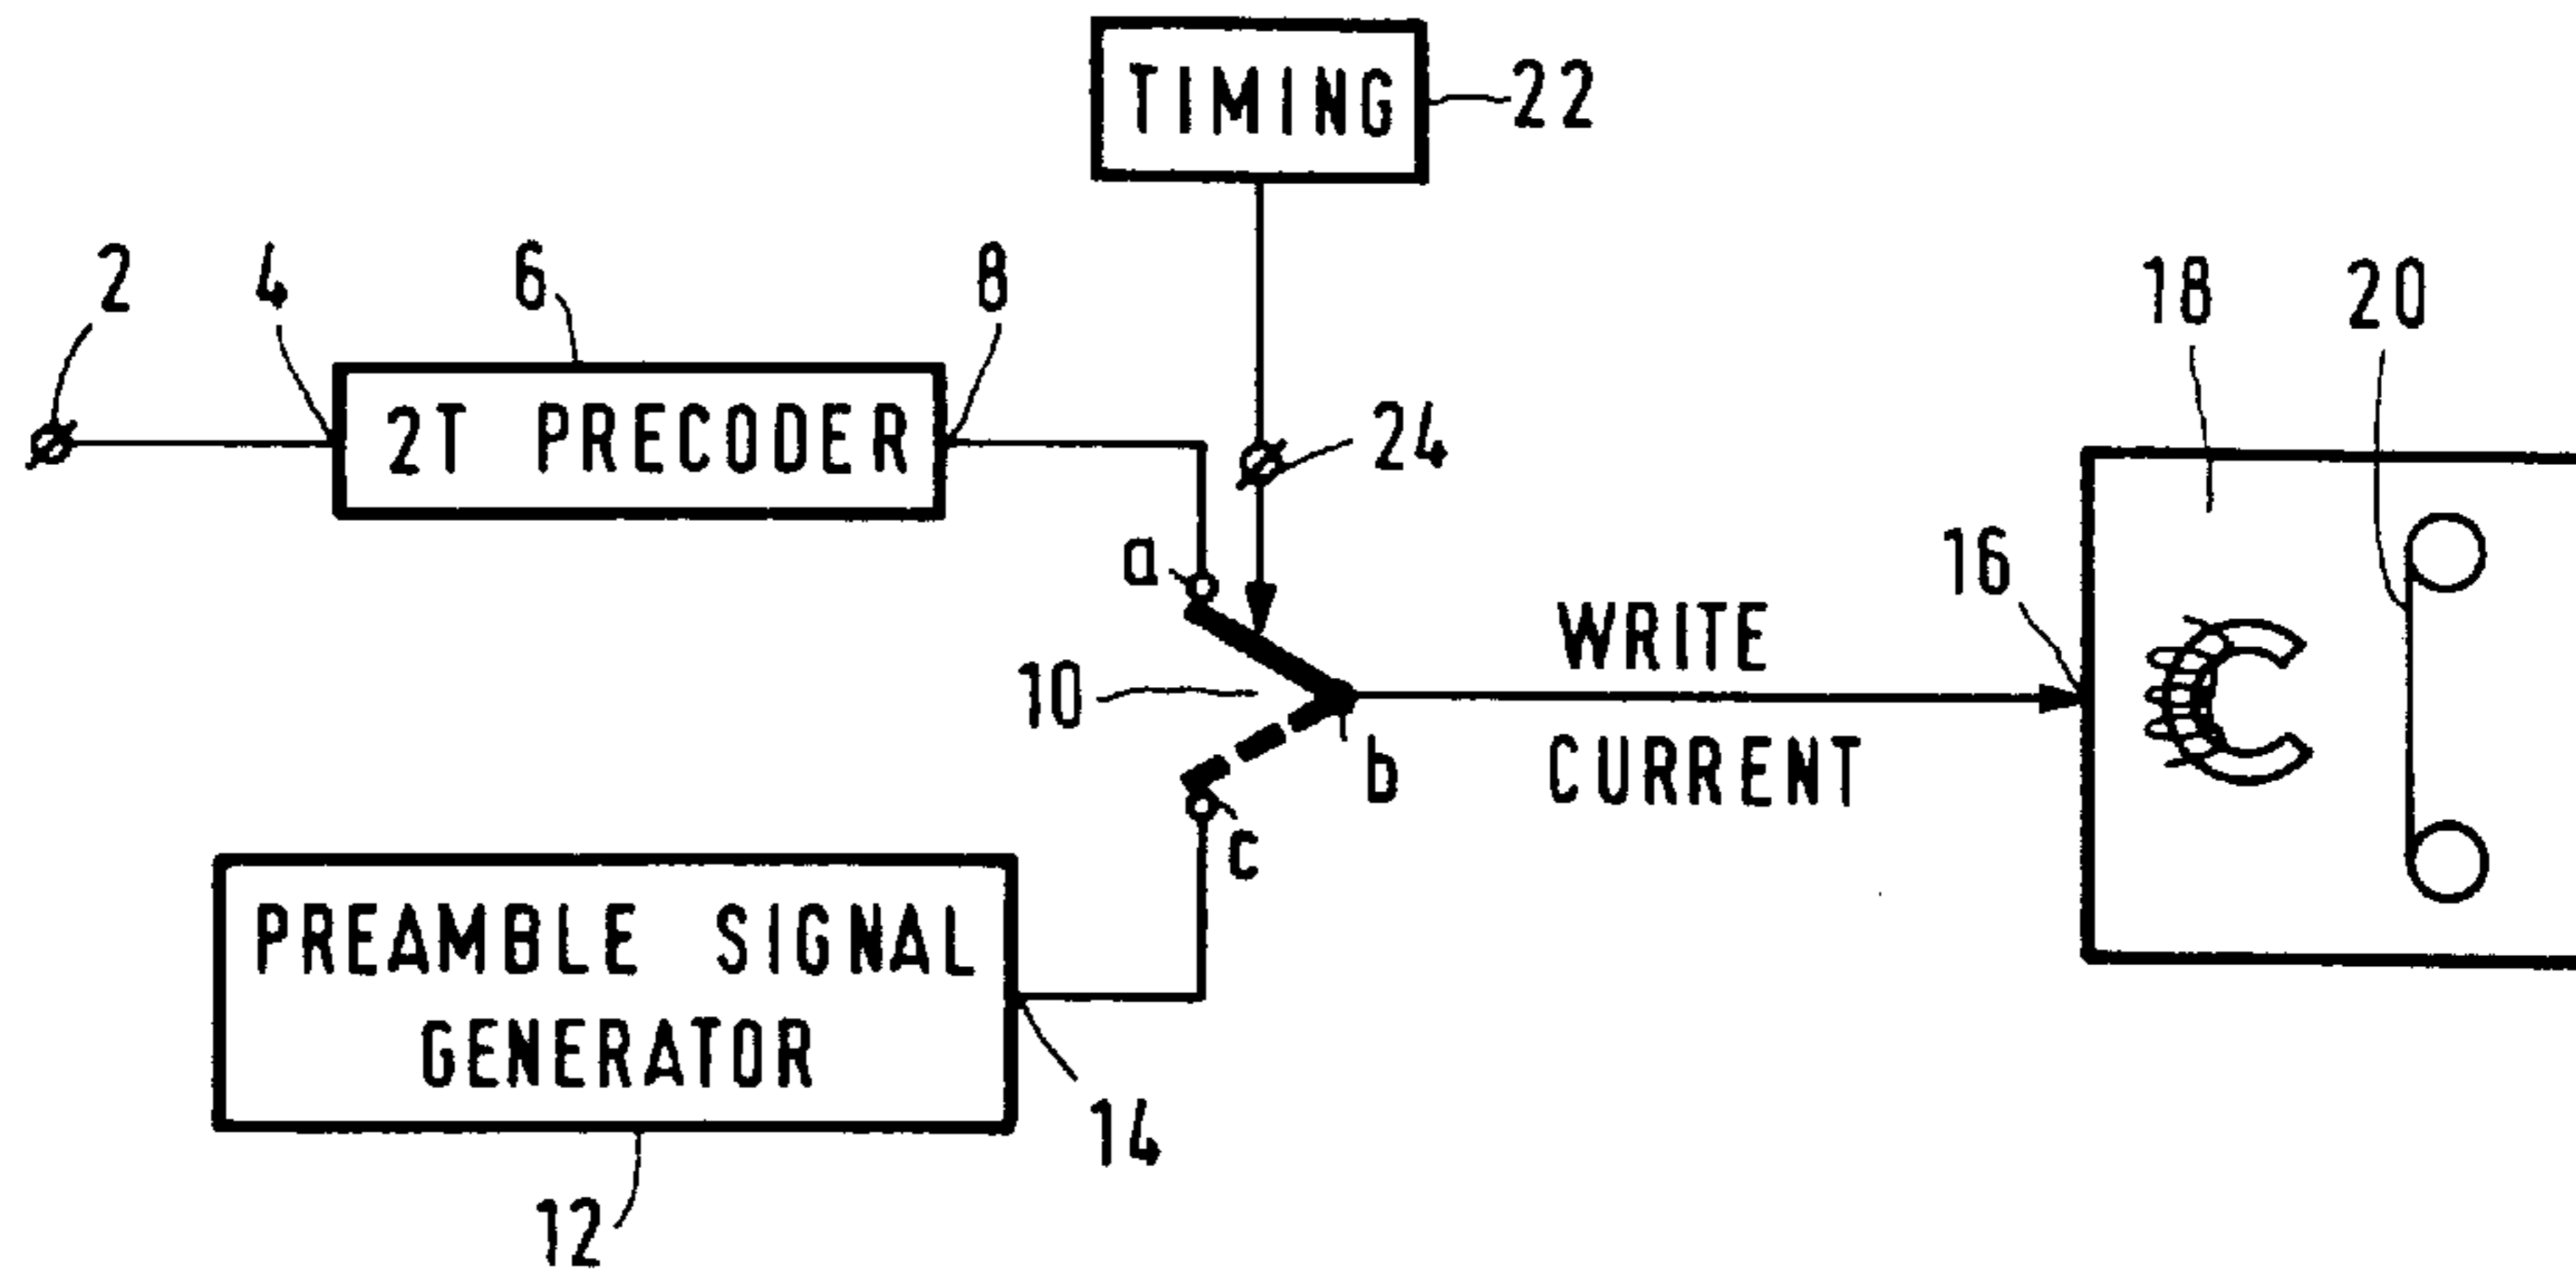 TIMING
22
2
4
6
8
18
20
2T PRECODER
24
a
16
WRITE
10
CURRENT
b
c
PREAMBLE SIGNAL
GENERATOR
14
12